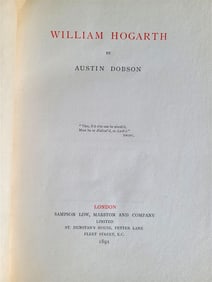 WILLIAM HOGARTH
BY
AUSTIN DOBSON
LONDON
SAMPSON LOW, MARSTON AND COMPANY
LIMITED
ST. DUNSTAN'S HOUSE, FETTER LANE
FLEET STREET, E.C.
1891